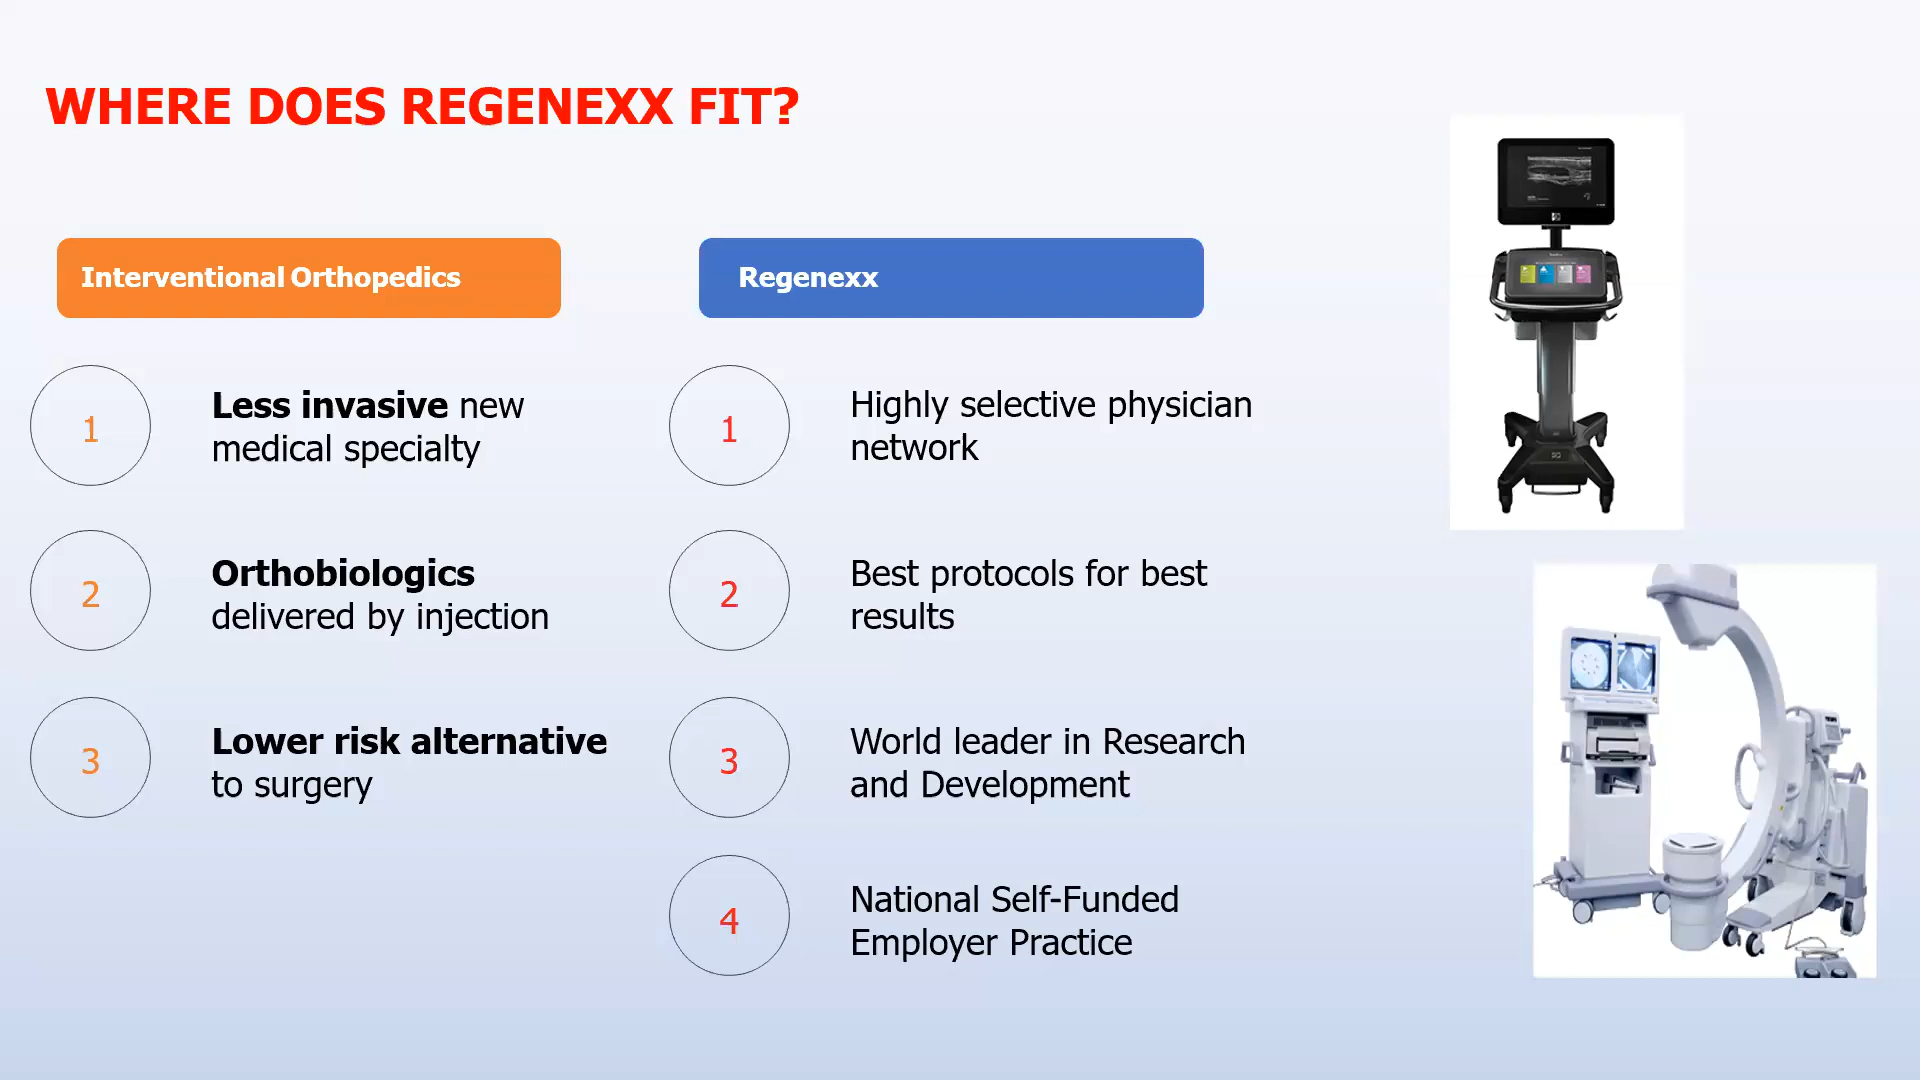 WHERE DOES REGENEXX FIT?
Interventional Orthopedics
1
Less invasive new
medical specialty
2
Orthobiologics
delivered by injection
3
Lower risk alternative
to surgery
Regenexx
1
Highly selective physician
network
2
Best protocols for best
results
3
World leader in Research
and Development
4
National Self-Funded
Employer Practice